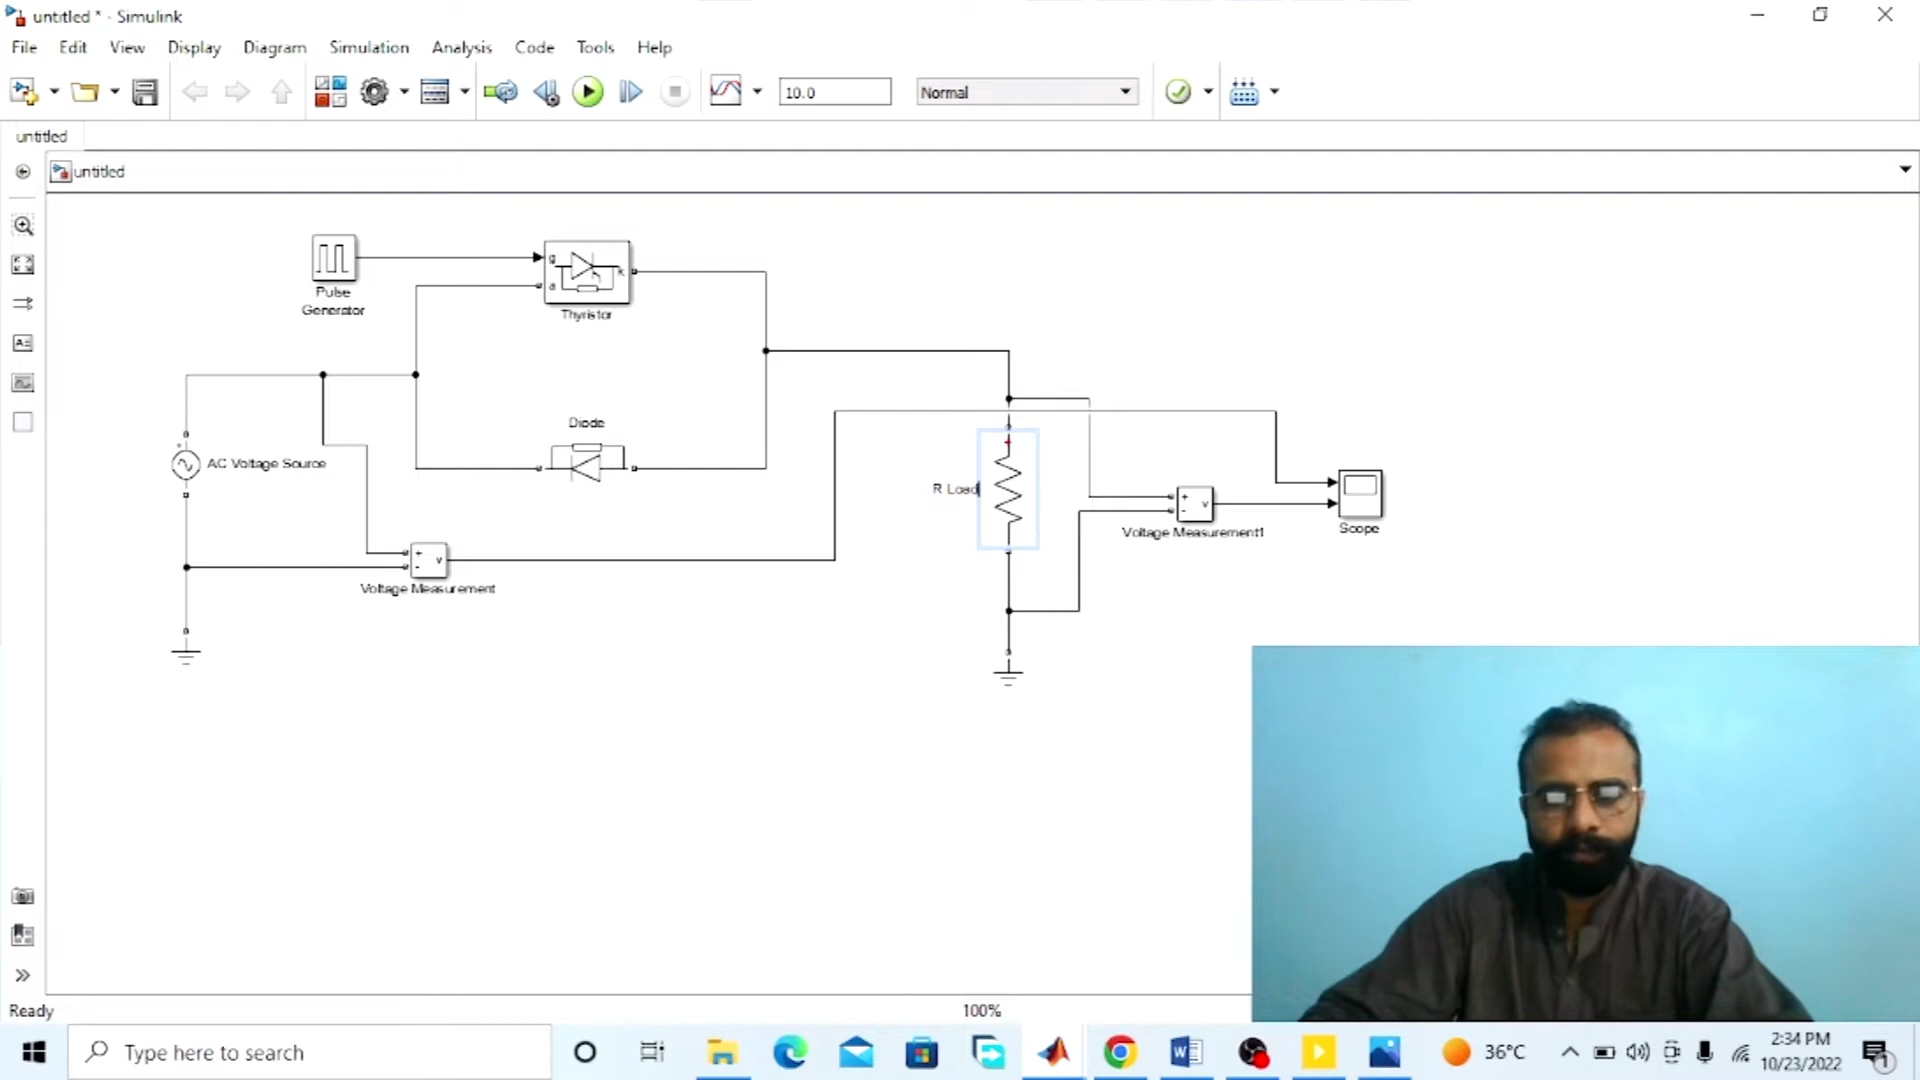 untitled * - Simulink
File Edit View Display Diagram Simulation Analysis Code Tools Help
10.0 Normal
untitled
untitled
Pulse
Generator
g
a
k
Thyristor
Diode
AC Voltage Source
R Load
+
-
v
Voltage Measurement
+
-
v
Voltage Measurement1
Scope
Ready 100%
Type here to search
36°C
2:34 PM
10/23/2022
1